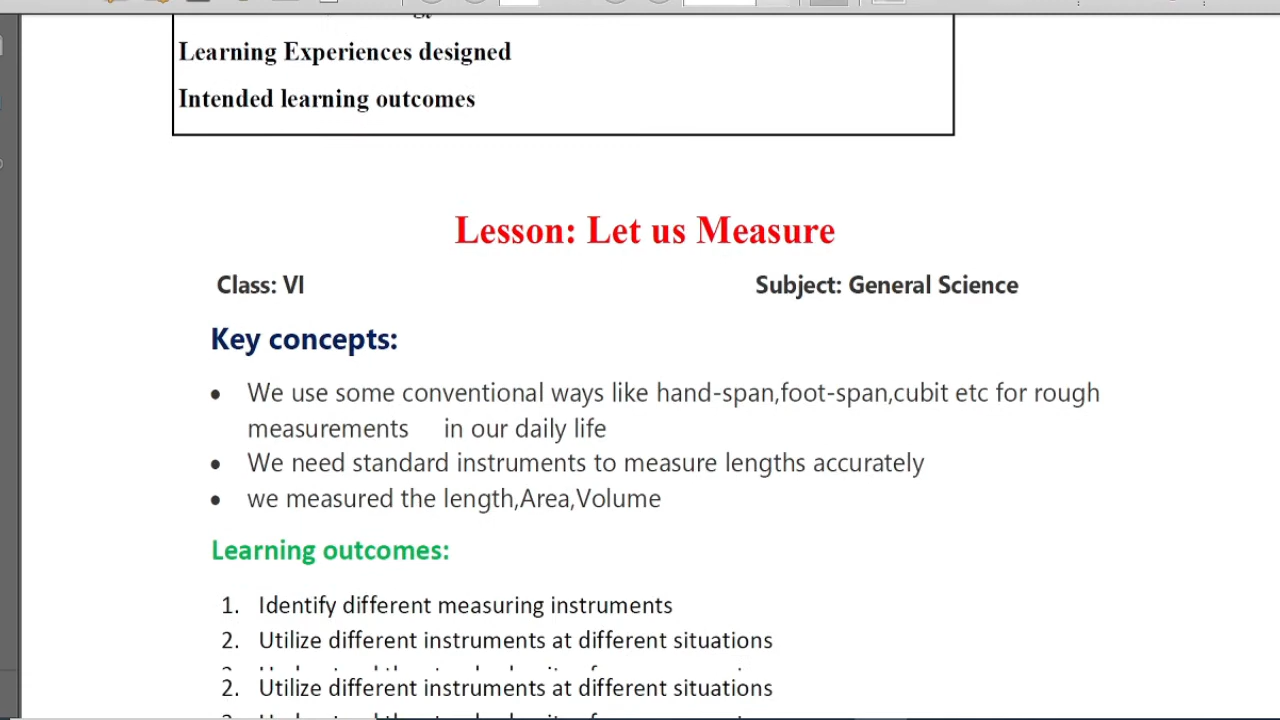 Learning Experiences designed
Intended learning outcomes
Lesson: Let us Measure
Class: VI Subject: General Science
Key concepts:
• We use some conventional ways like hand-span,foot-span,cubit etc for rough
measurements in our daily life
• We need standard instruments to measure lengths accurately
• we measured the length,Area,Volume
Learning outcomes:
1. Identify different measuring instruments
2. Utilize different instruments at different situations
2. Utilize different instruments at different situations